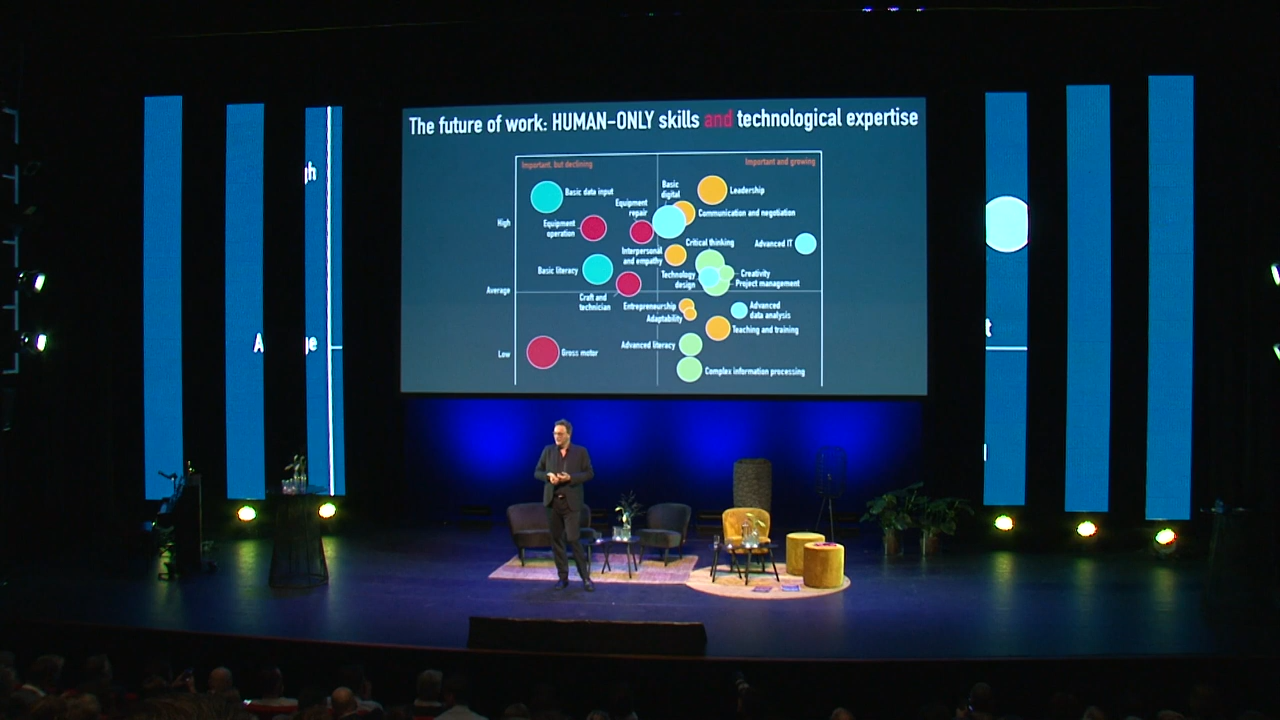 The future of work: HUMAN-ONLY skills and technological expertise
Important, but declining
Important and growing
Basic data input
Basic
digital
Leadership
Equipment
repair
Communication and negotiation
High
Equipment
operation
Critical thinking
Advanced IT
Interpersonal
and empathy
Basic literacy
Technology
design
Creativity
Project management
Average
Craft and
technician
Entrepreneurship
Adaptability
Advanced
data analysis
Teaching and training
Advanced literacy
Low
Gross motor
Complex information processing
gh
A
ge
t